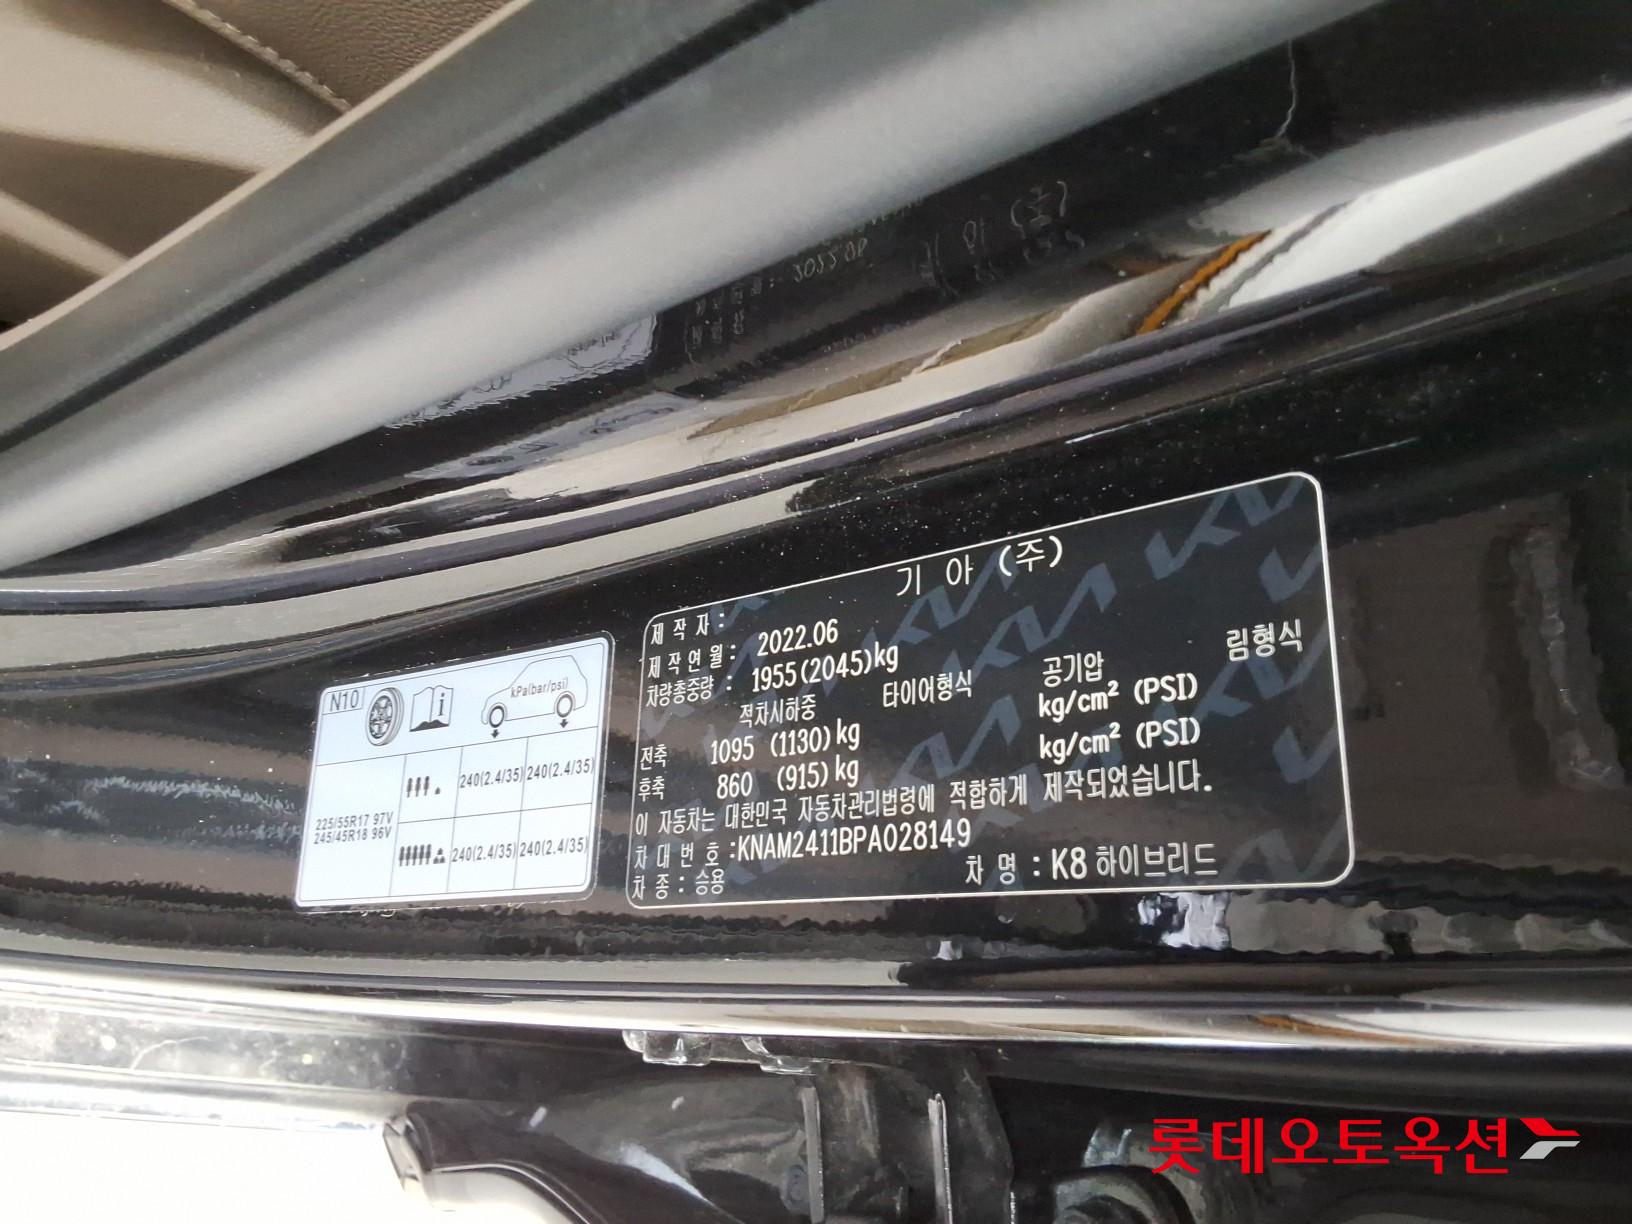 기 아 (주)
제 작 자 :
제 작 연 월 : 2022.06
차량총중량 : 1955(2045)kg
적차시하중 타이어형식 공기압 림형식
전축 1095 (1130)kg kg/cm² (PSI)
후축 860 (915)kg kg/cm² (PSI)
이 자동차는 대한민국 자동차관리법령에 적합하게 제작되었습니다.
차 대 번 호 :KNAM2411BPA028149
차 종 : 승용 차 명 : K8 하이브리드
N10 i kPa(bar/psi)
225/55R17 97V
245/45R18 96V
240(2.4/35) 240(2.4/35)
240(2.4/35) 240(2.4/35)
롯데오토옥션